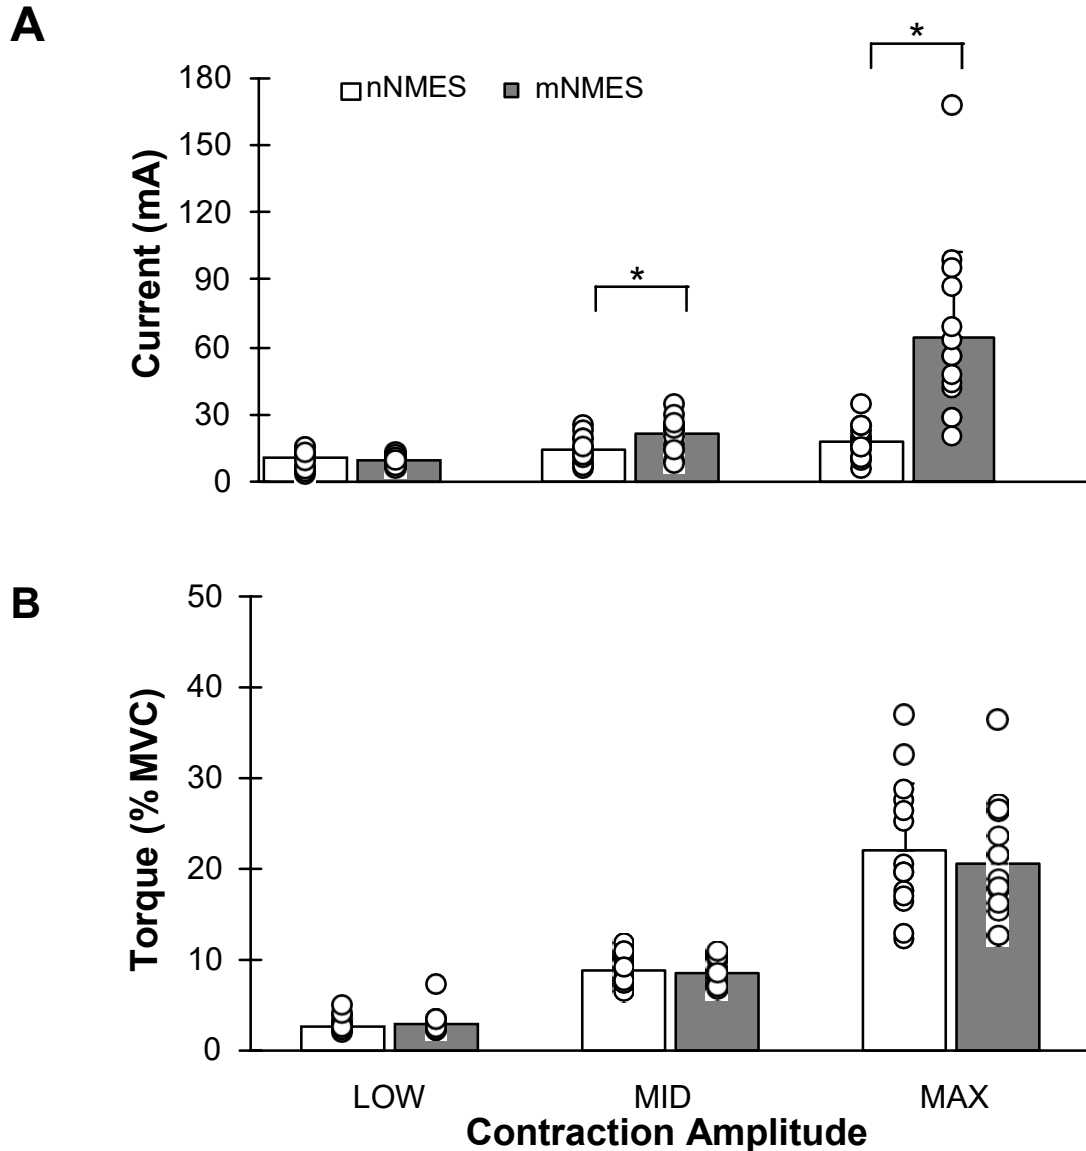 A
*
180
nNMES mNMES
150
120
90
*
60
30
0
Current (mA)
B
50
40
30
20
10
0
Torque (% MVC)
LOW MID MAX
Contraction Amplitude